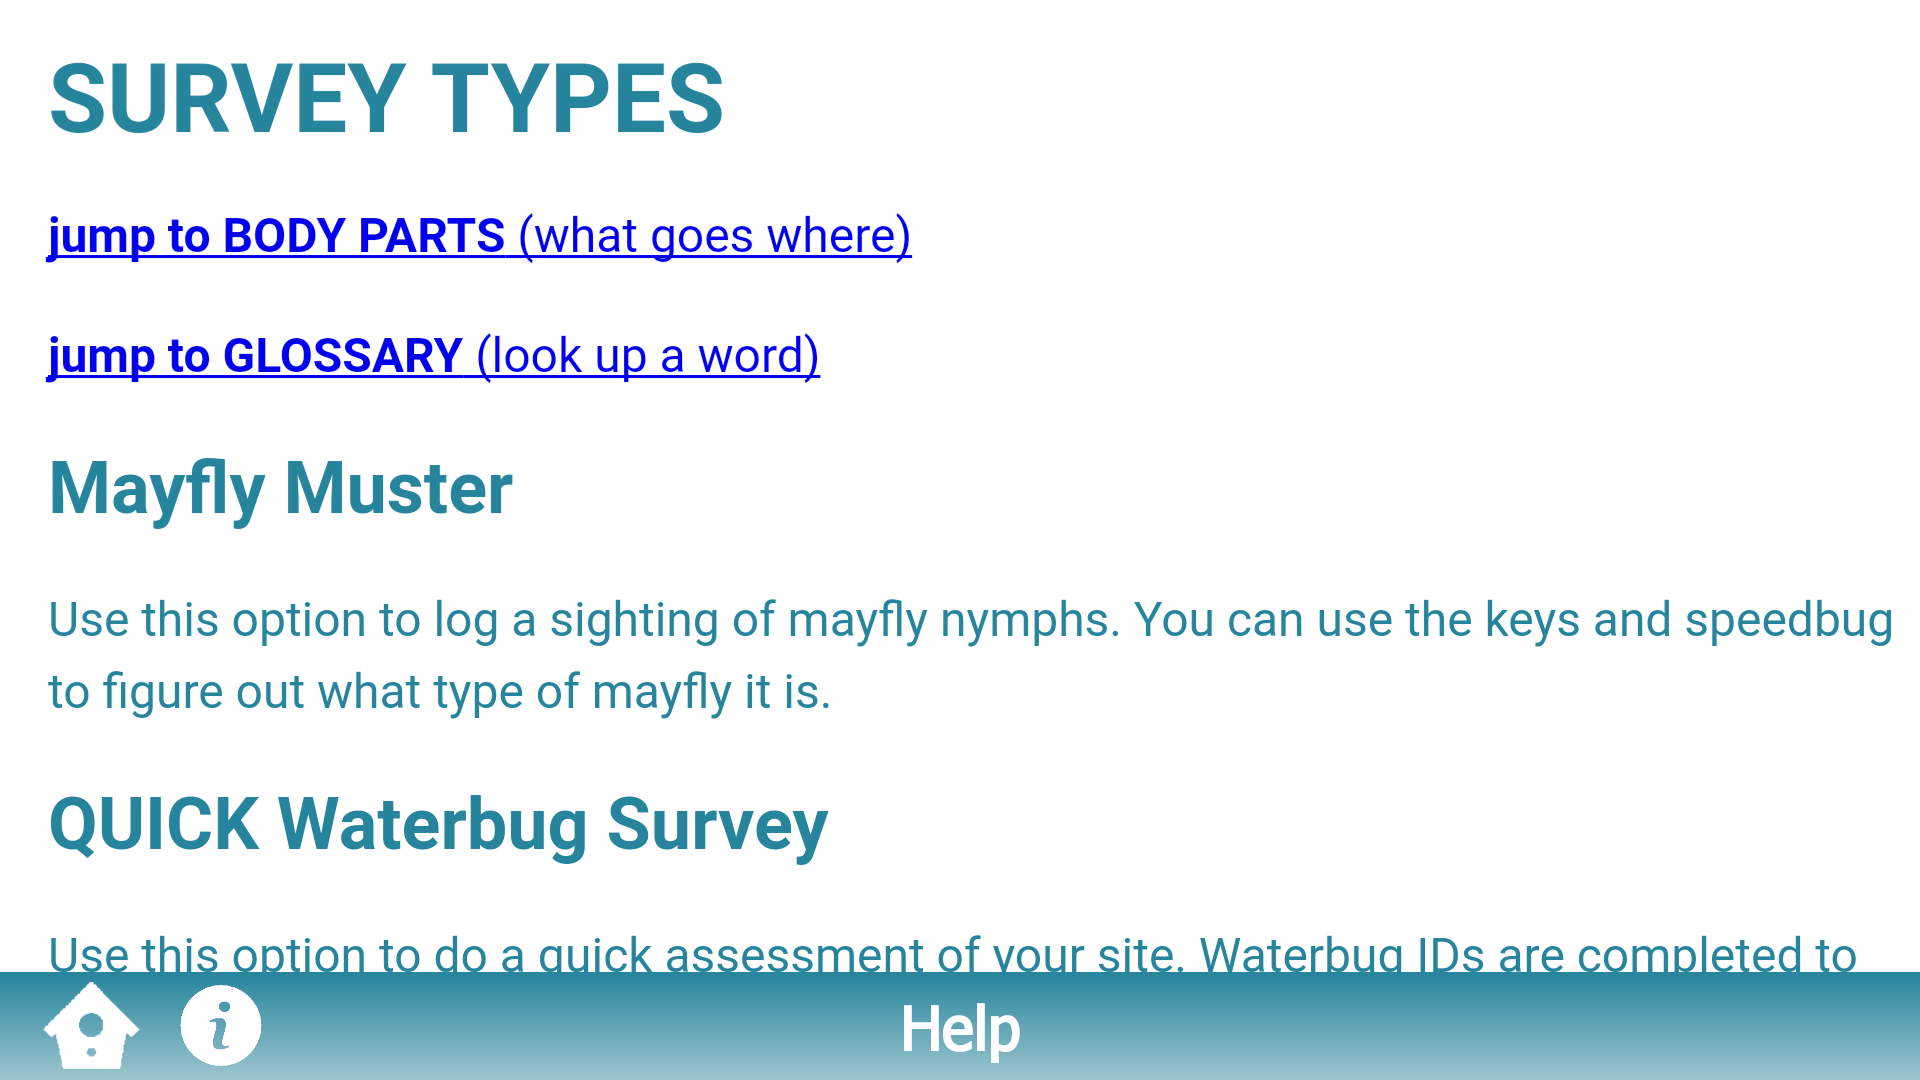 SURVEY TYPES
jump to BODY PARTS (what goes where)
jump to GLOSSARY (look up a word)
Mayfly Muster
Use this option to log a sighting of mayfly nymphs. You can use the keys and speedbug
to figure out what type of mayfly it is.
QUICK Waterbug Survey
Use this option to do a quick assessment of your site. Waterbug IDs are completed to
i
Help